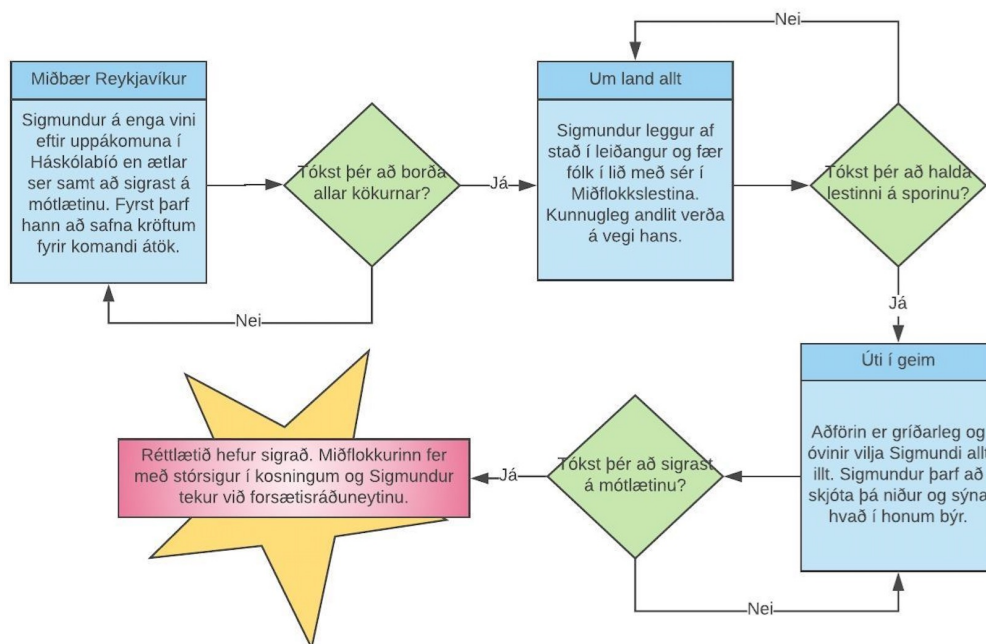 Miðbær Reykjavíkur
Sigmundur á enga vini
eftir uppákomuna í
Háskólabíó en ætlar
ser samt að sigrast á
mótlætinu. Fyrst þarf
hann að safna kröftum
fyrir komandi átök.
Tókst þér að borða
allar kökurnar?
Nei
Já
Um land allt
Sigmundur leggur af
stað í leiðangur og fær
fólk í lið með sér í
Miðflokkslestina.
Kunnugleg andlit verða
á vegi hans.
Tókst þér að halda
lestinni á sporinu?
Nei
Já
Úti í geim
Aðförin er gríðarleg og
óvinir vilja Sigmundi allt
illt. Sigmundur þarf að
skjóta þá niður og sýna
hvað í honum býr.
Tókst þér að sigrast
á mótlætinu?
Nei
Já
Réttlætið hefur sigrað. Miðflokkurinn fer
með stórsigur í kosningum og Sigmundur
tekur við forsætisráðuneytinu.